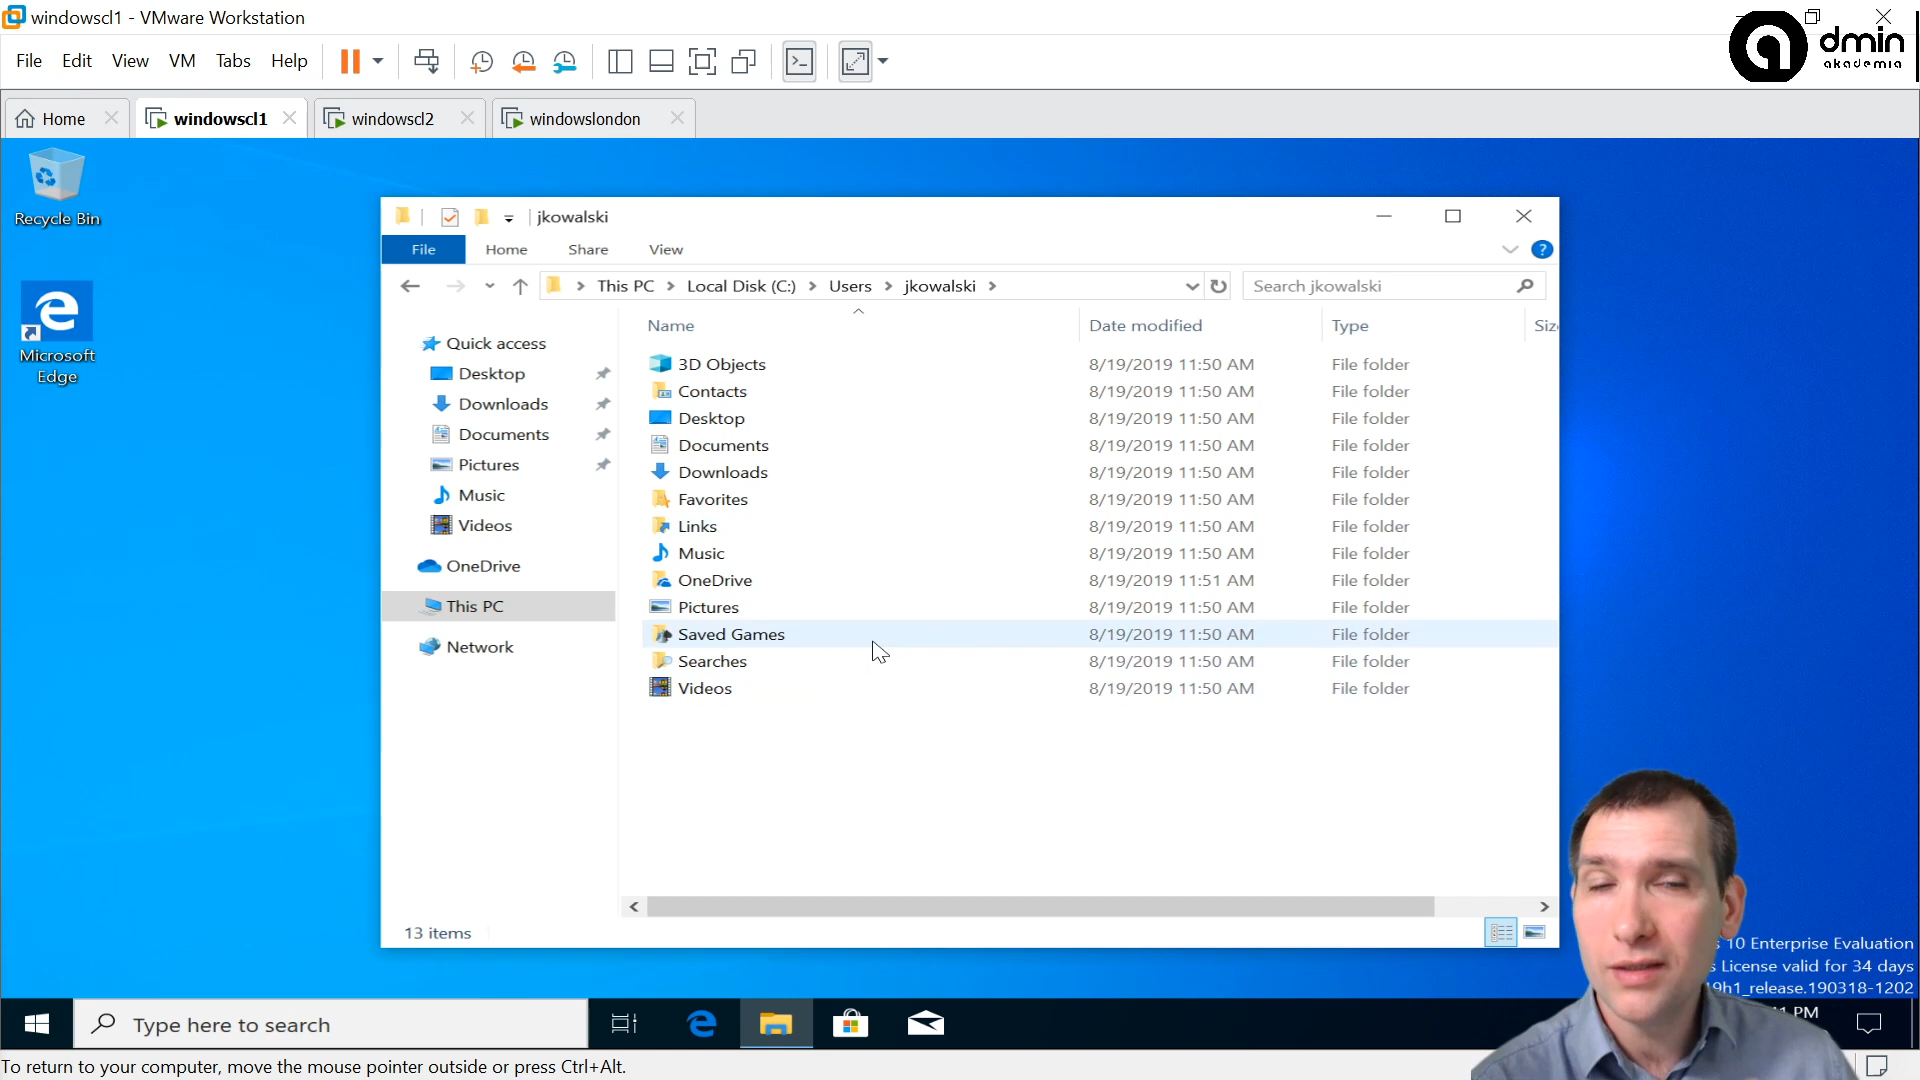 windowscl1 - VMware Workstation
File Edit View VM Tabs Help
dmin
akademia
Home windowscl1 windowscl2 windowslondon
Recycle Bin
Microsoft
Edge
jkowalski
File Home Share View
This PC > Local Disk (C:) > Users > jkowalski >
Search jkowalski
Quick access
Desktop
Downloads
Documents
Pictures
Music
Videos
OneDrive
This PC
Network
Name Date modified Type
3D Objects 8/19/2019 11:50 AM File folder
Contacts 8/19/2019 11:50 AM File folder
Desktop 8/19/2019 11:50 AM File folder
Documents 8/19/2019 11:50 AM File folder
Downloads 8/19/2019 11:50 AM File folder
Favorites 8/19/2019 11:50 AM File folder
Links 8/19/2019 11:50 AM File folder
Music 8/19/2019 11:50 AM File folder
OneDrive 8/19/2019 11:51 AM File folder
Pictures 8/19/2019 11:50 AM File folder
Saved Games 8/19/2019 11:50 AM File folder
Searches 8/19/2019 11:50 AM File folder
Videos 8/19/2019 11:50 AM File folder
13 items
10 Enterprise Evaluation
License valid for 34 days
9h1_release.190318-1202
Type here to search
PM
To return to your computer, move the mouse pointer outside or press Ctrl+Alt.